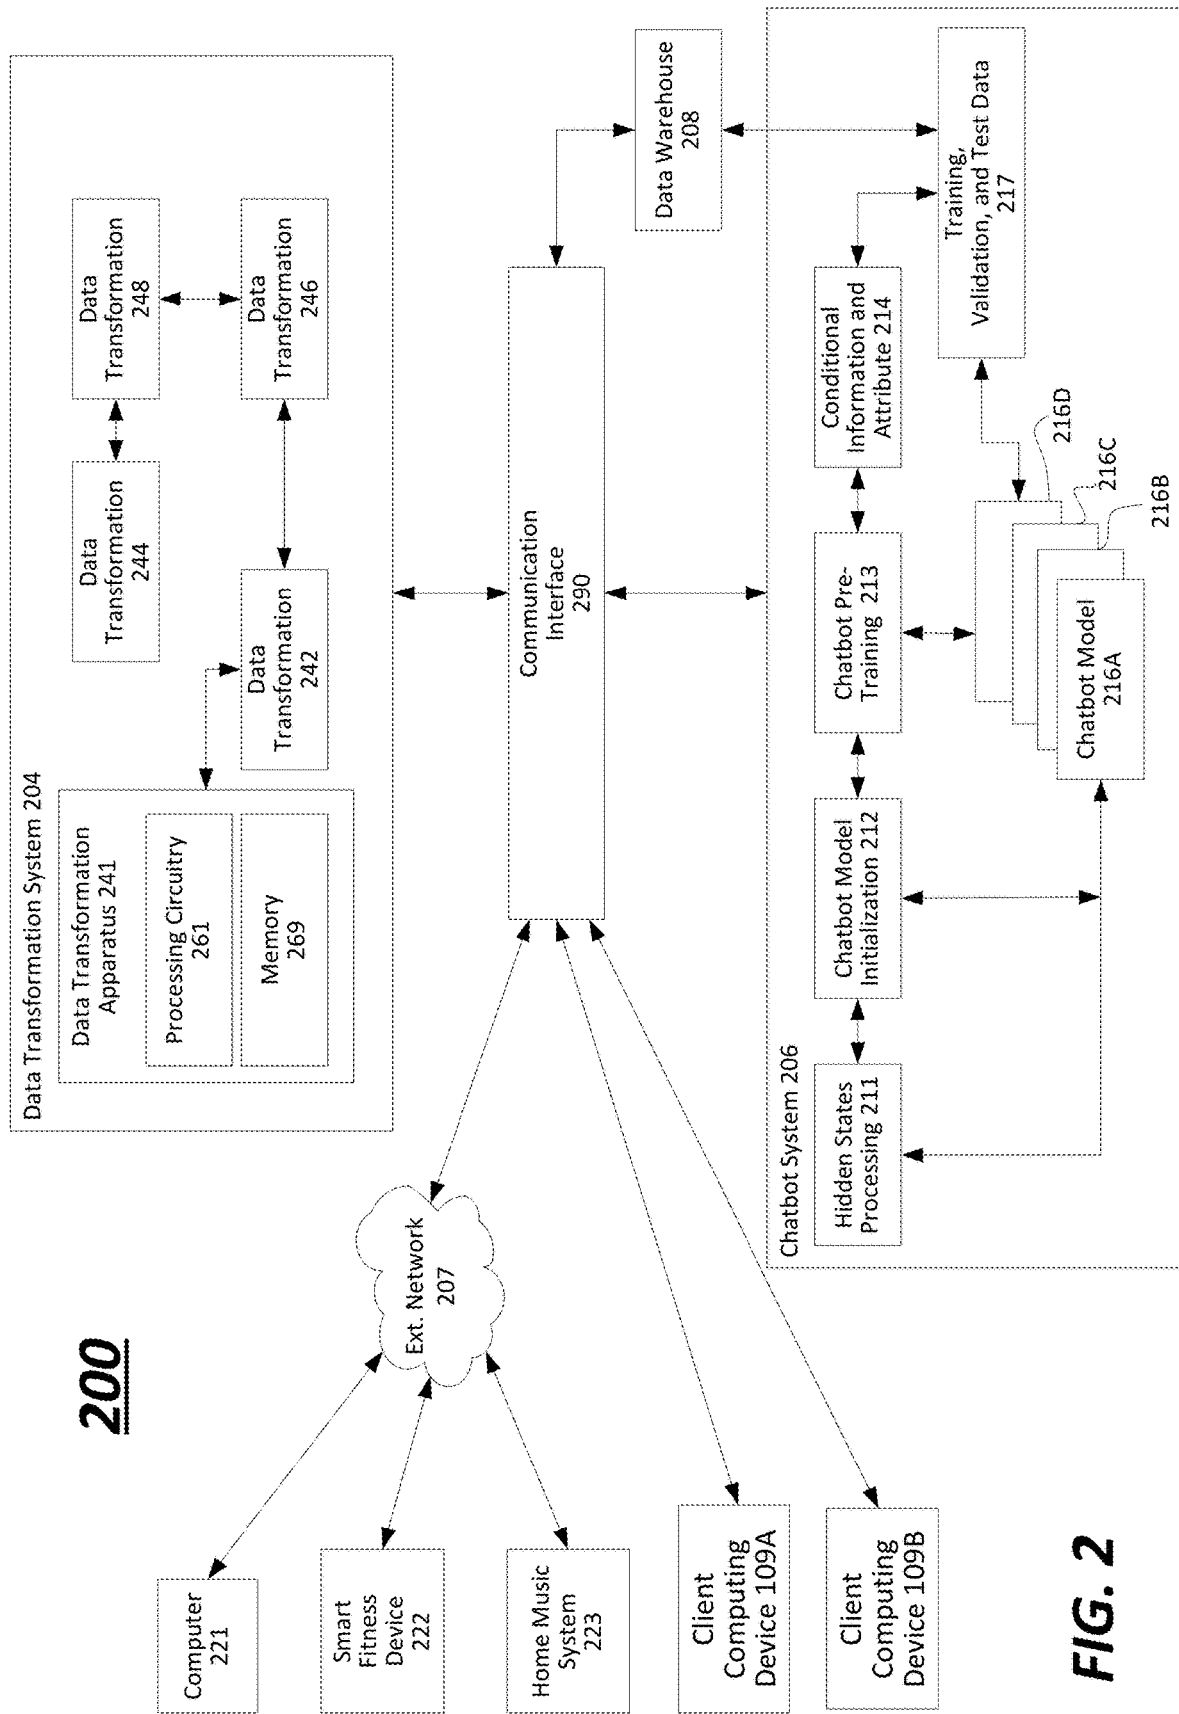 200
Data Transformation System 204
Data Transformation
Apparatus 241
Processing Circuitry
261
Memory
269
Data
Transformation
242
Data
Transformation
244
Data
Transformation
248
Data
Transformation
246
Computer
221
Smart
Fitness
Device
222
Home Music
System
223
Ext. Network
207
Client
Computing
Device 109A
Client
Computing
Device 109B
Communication
Interface
290
Data Warehouse
208
Chatbot System 206
Hidden States
Processing 211
Chatbot Model
Initialization 212
Chatbot Pre-
Training 213
Conditional
Information and
Attribute 214
Training,
Validation, and Test Data
217
Chatbot Model
216A
216B
216C
216D
FIG. 2